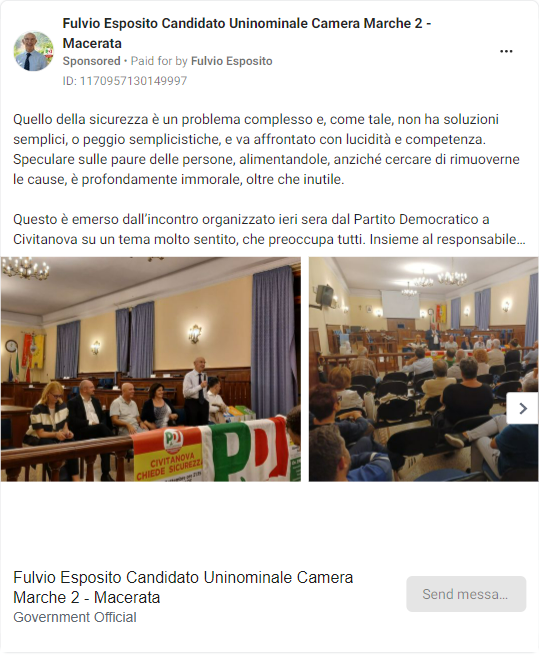 Fulvio Esposito Candidato Uninominale Camera Marche 2 -
Macerata
Sponsored • Paid for by Fulvio Esposito
ID: 1170957130149997
Quello della sicurezza è un problema complesso e, come tale, non ha soluzioni
semplici, o peggio semplicistiche, e va affrontato con lucidità e competenza.
Speculare sulle paure delle persone, alimentandole, anziché cercare di rimuoverne
le cause, è profondamente immorale, oltre che inutile.
Questo è emerso dall'incontro organizzato ieri sera dal Partito Democratico a
Civitanova su un tema molto sentito, che preoccupa tutti. Insieme al responsabile...
PD
CIVITANOVA
CHIEDE SICUREZZA
PD
Fulvio Esposito Candidato Uninominale Camera
Marche 2 - Macerata
Government Official
Send messa...